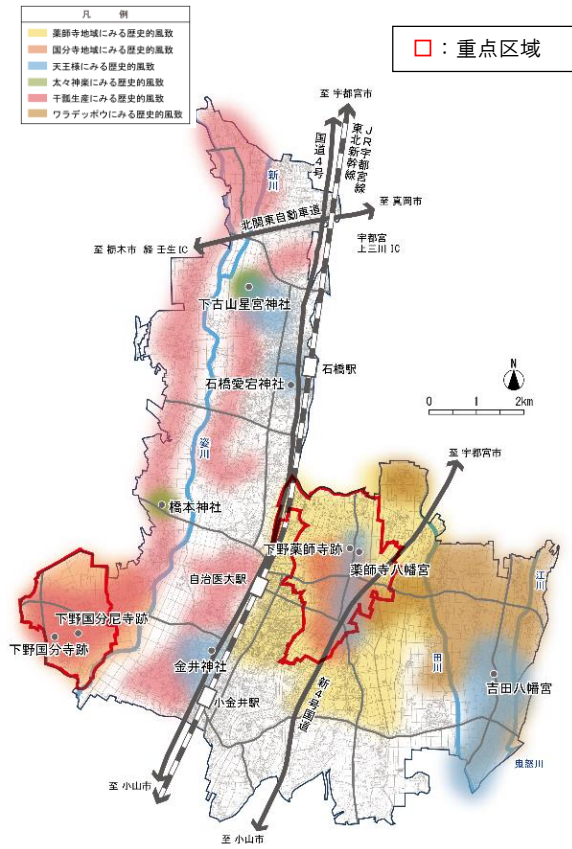 凡 例
薬師寺地域にみる歴史的風致
国分寺地域にみる歴史的風致
天王様にみる歴史的風致
太々神楽にみる歴史的風致
干瓢生産にみる歴史的風致
ワラデッポウにみる歴史的風致
□：重点区域
至 宇都宮市
国道4号
JR宇都宮線
東北新幹線
新川
至 真岡市
北関東自動車道
至 栃木市 経 壬生IC
宇都宮
上三川 IC
下古山星宮神社
石橋駅
石橋愛宕神社
N
0 1 2km
姿川
至 宇都宮市
橋本神社
下野薬師寺跡
薬師寺八幡宮
自治医大駅
江川
下野国分尼寺跡
下野国分寺跡
金井神社
田川
吉田八幡宮
小金井駅
新4号国道
鬼怒川
至 小山市
至 小山市